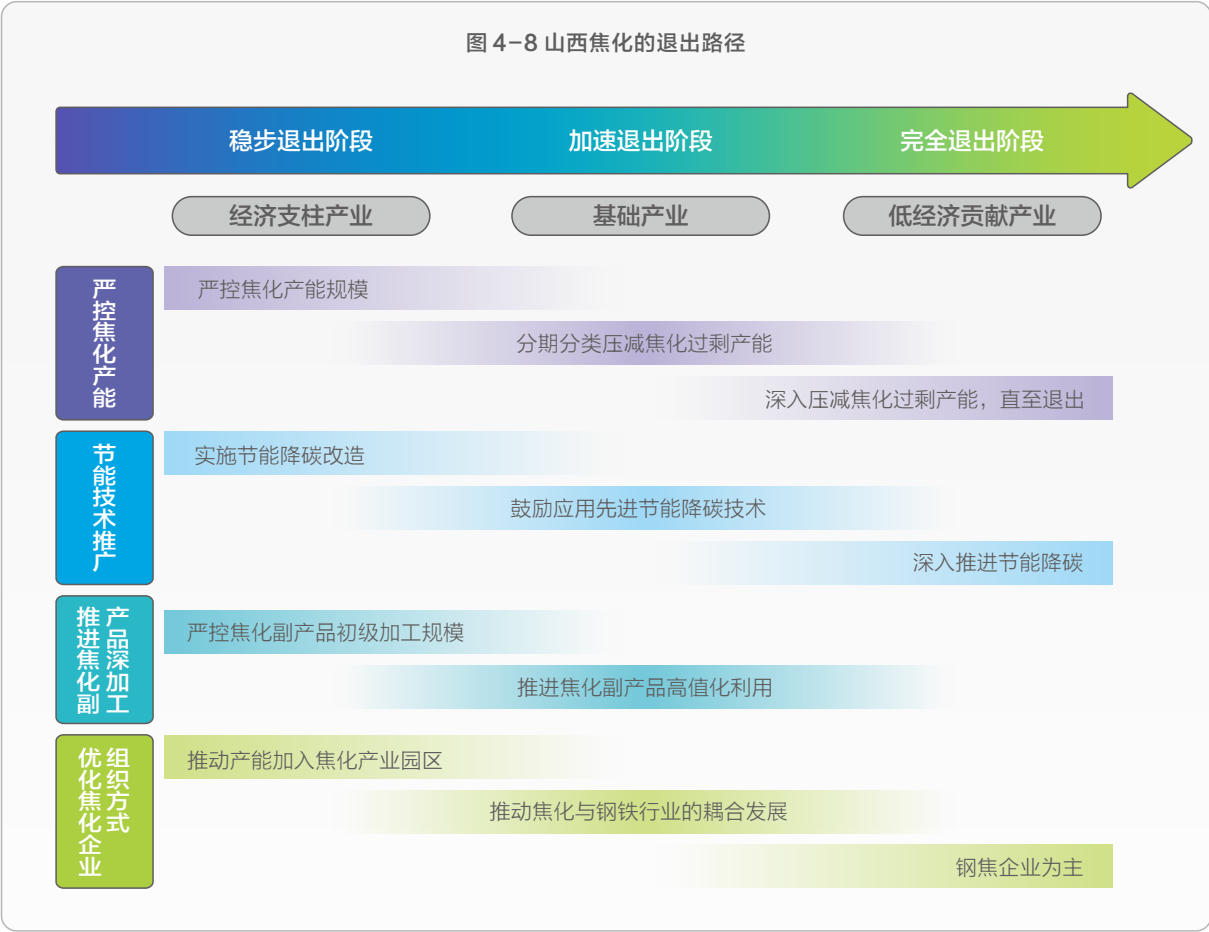 图 4-8 山西焦化的退出路径
稳步退出阶段
加速退出阶段
完全退出阶段
经济支柱产业
基础产业
低经济贡献产业
严控焦化产能
严控焦化产能规模
分期分类压减焦化过剩产能
深入压减焦化过剩产能，直至退出
节能技术推广
实施节能降碳改造
鼓励应用先进节能降碳技术
深入推进节能降碳
推进焦化副
产品深加工
严控焦化副产品初级加工规模
推进焦化副产品高值化利用
优化焦化企业
组织方式
推动产能加入焦化产业园区
推动焦化与钢铁行业的耦合发展
钢焦企业为主